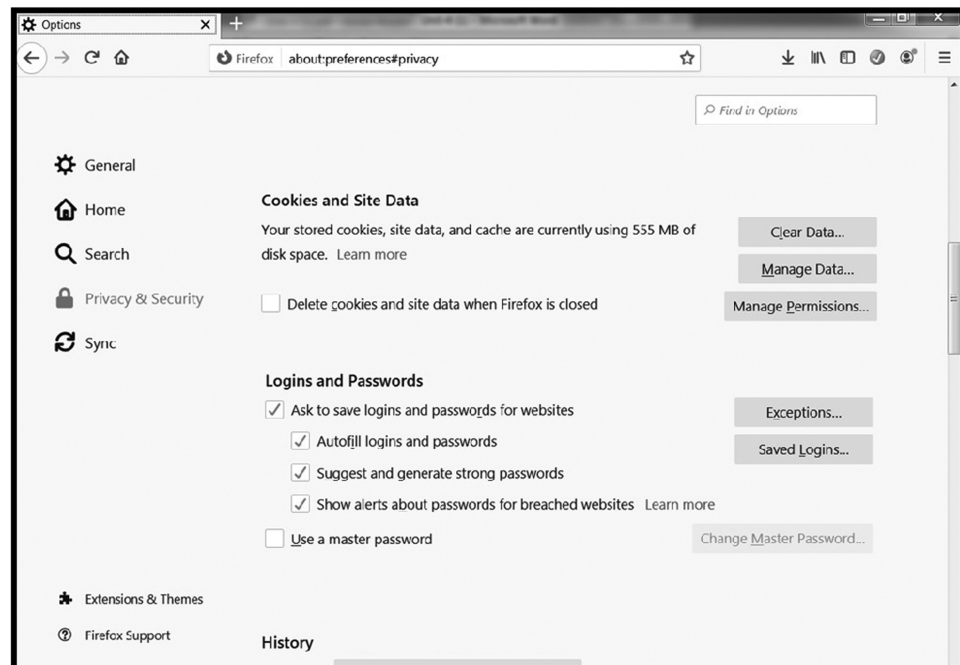 Options
Firefox about:preferences#privacy
Find in Options
General
Home
Search
Privacy & Security
Sync
Extensions & Themes
Firefox Support
Cookies and Site Data
Your stored cookies, site data, and cache are currently using 555 MB of
disk space. Learn more
Clear Data...
Manage Data...
Delete cookies and site data when Firefox is closed
Manage Permissions...
Logins and Passwords
Ask to save logins and passwords for websites
Exceptions...
Autofill logins and passwords
Saved Logins...
Suggest and generate strong passwords
Show alerts about passwords for breached websites Learn more
Use a master password
Change Master Password...
History